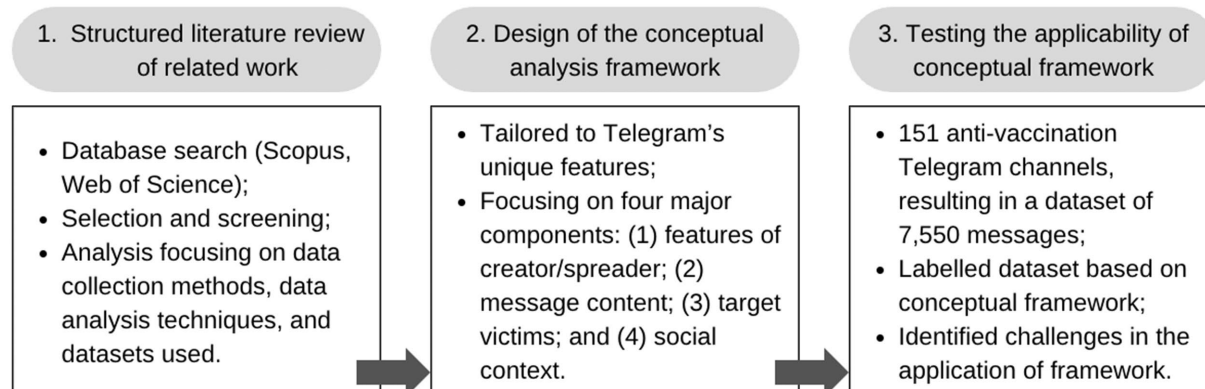 1. Structured literature review
of related work
• Database search (Scopus,
Web of Science);
• Selection and screening;
• Analysis focusing on data
collection methods, data
analysis techniques, and
datasets used.
2. Design of the conceptual
analysis framework
• Tailored to Telegram’s
unique features;
• Focusing on four major
components: (1) features of
creator/spreader; (2)
message content; (3) target
victims; and (4) social
context.
3. Testing the applicability of
conceptual framework
• 151 anti-vaccination
Telegram channels,
resulting in a dataset of
7,550 messages;
• Labelled dataset based on
conceptual framework;
• Identified challenges in the
application of framework.